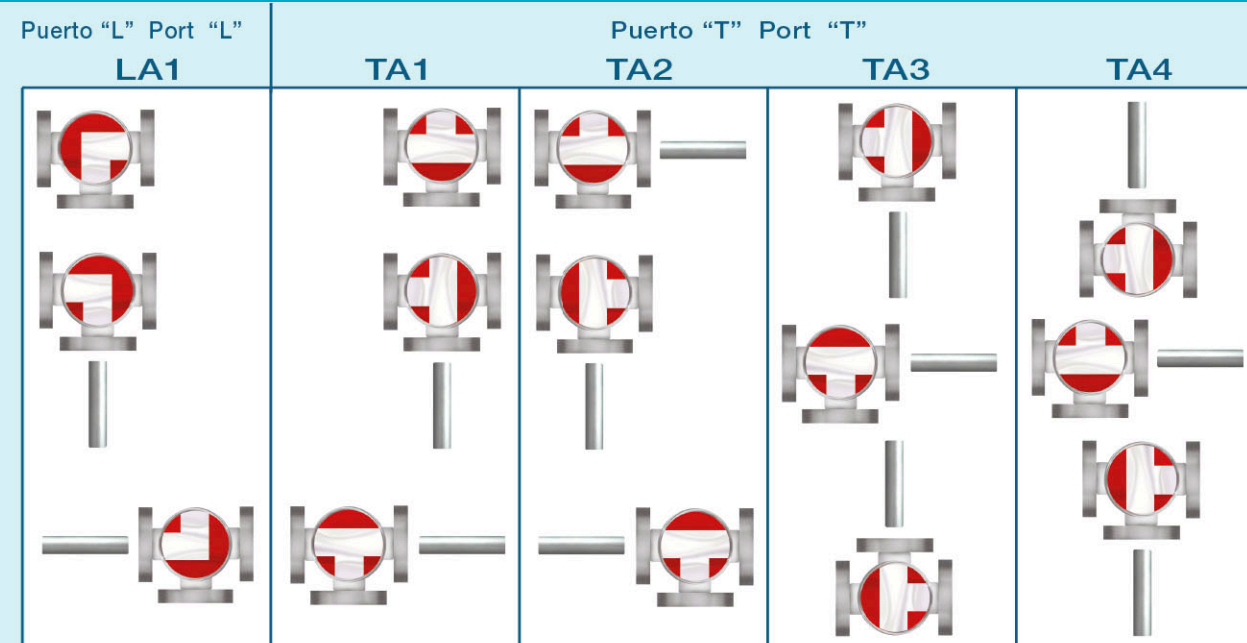 Puerto “L” Port “L”
Puerto “T” Port “T”
LA1
TA1
TA2
TA3
TA4